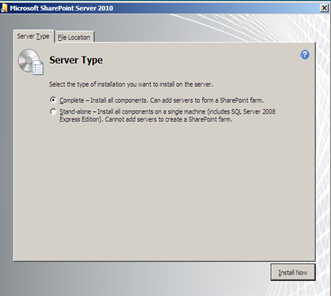 Microsoft SharePoint Server 2010
Server Type File Location
Server Type
Select the type of installation you want to install on the server.
Complete – Install all components. Can add servers to form a SharePoint farm.
Stand-alone – Install all components on a single machine (includes SQL Server 2008
Express Edition). Cannot add servers to create a SharePoint farm.
Install Now